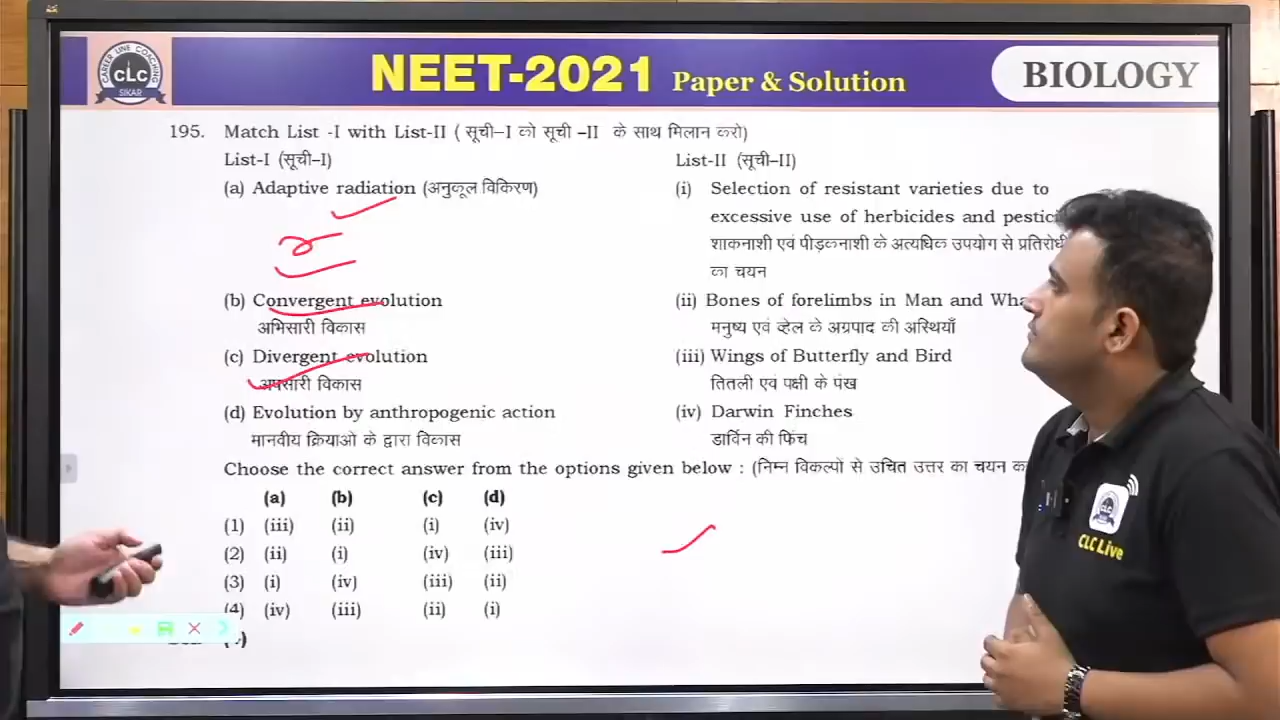 CAREER LINE COACHING
CLC
SIKAR
NEET-2021 Paper & Solution
BIOLOGY
195. Match List -I with List-II ( सूची–I को सूची –II के साथ मिलान करो)
List-I (सूची–I)
List-II (सूची–II)
(a) Adaptive radiation (अनुकूल विकिरण)
(i) Selection of resistant varieties due to
excessive use of herbicides and
शाकनाशी एवं पीड़कनाशी के अत्यधिक उपयोग से
का चयन
(b) Convergent evolution
अभिसारी विकास
(ii) Bones of forelimbs in Man and
मनुष्य एवं व्हेल के अग्रपाद की अस्थियाँ
(c) Divergent evolution
अपसारी विकास
(iii) Wings of Butterfly and Bird
तितली एवं पक्षी के पंख
(d) Evolution by anthropogenic action
मानवीय क्रियाओ के द्वारा विकास
(iv) Darwin Finches
डार्विन की फिंच
Choose the correct answer from the options given below : (निम्न विकल्पों से उचित उत्तर का चयन
(a) (b) (c) (d)
(1) (iii) (ii) (i) (iv)
(2) (ii) (i) (iv) (iii)
(3) (i) (iv) (iii) (ii)
(4) (iv) (iii) (ii) (i)
CLC
CLC Live